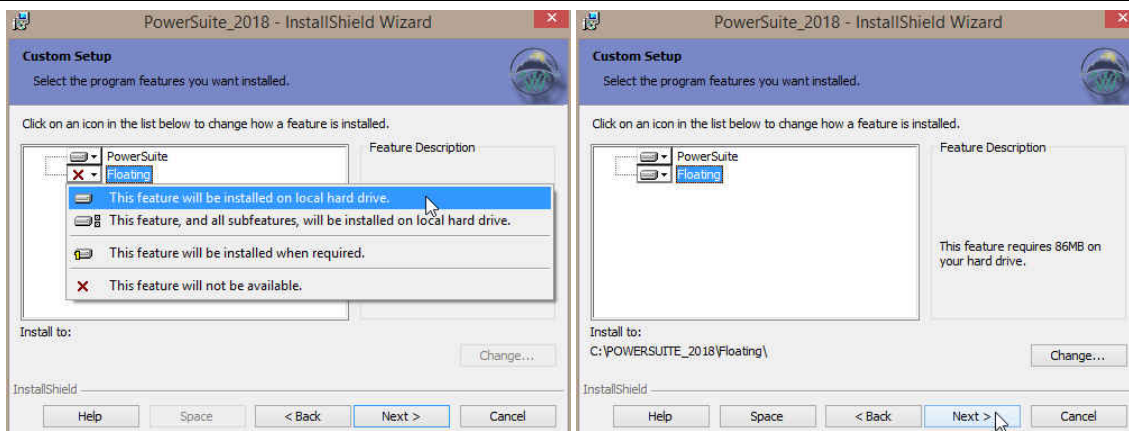 PowerSuite_2018 - InstallShield Wizard
Custom Setup
Select the program features you want installed.
Click on an icon in the list below to change how a feature is installed.
PowerSuite
Floating
Feature Description
This feature will be installed on local hard drive.
This feature, and all subfeatures, will be installed on local hard drive.
This feature will be installed when required.
This feature will not be available.
Install to:
Change...
InstallShield
Help
Space
< Back
Next >
Cancel
PowerSuite_2018 - InstallShield Wizard
Custom Setup
Select the program features you want installed.
Click on an icon in the list below to change how a feature is installed.
PowerSuite
Floating
Feature Description
This feature requires 86MB on
your hard drive.
Install to:
C:\POWERSUITE_2018\Floating\
Change...
InstallShield
Help
Space
< Back
Next >
Cancel